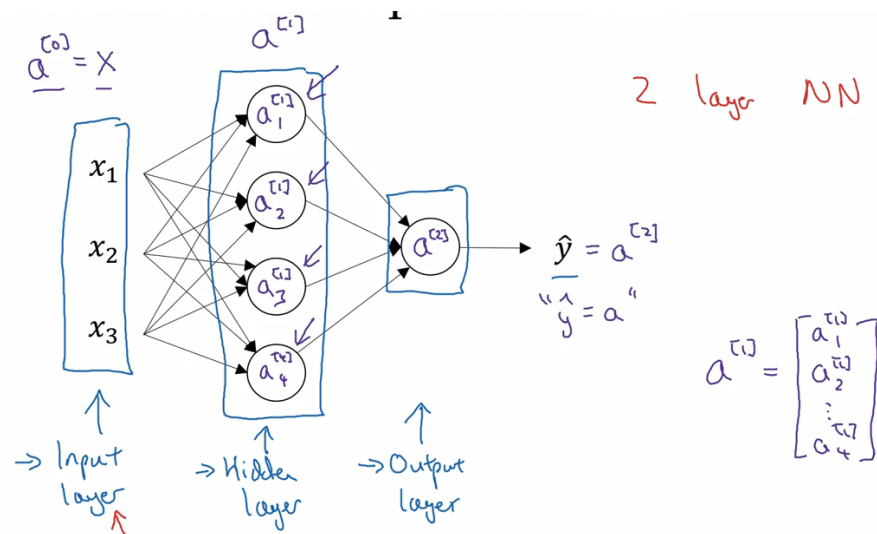 a^[0] = X
a^[1]
2 layer NN
x₁
x₂
x₃
a₁^[1]
a₂^[1]
a₃^[1]
a₄^[1]
a^[2]
ŷ = a^[2]
"ŷ = a"
a^[1] = [a₁^[1]
a₂^[1]
⋮
a₄^[1]]
→ Input
layer
→ Hidden
layer
→ Output
layer